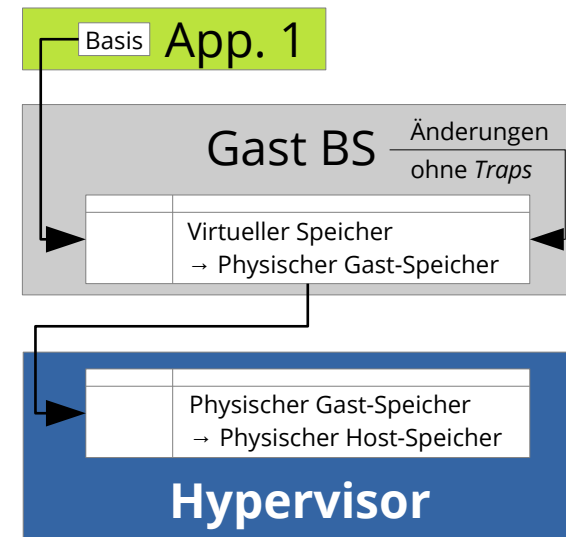 Basis App. 1
Gast BS
Änderungen
ohne Traps
Virtueller Speicher
→ Physischer Gast-Speicher
Physischer Gast-Speicher
→ Physischer Host-Speicher
Hypervisor